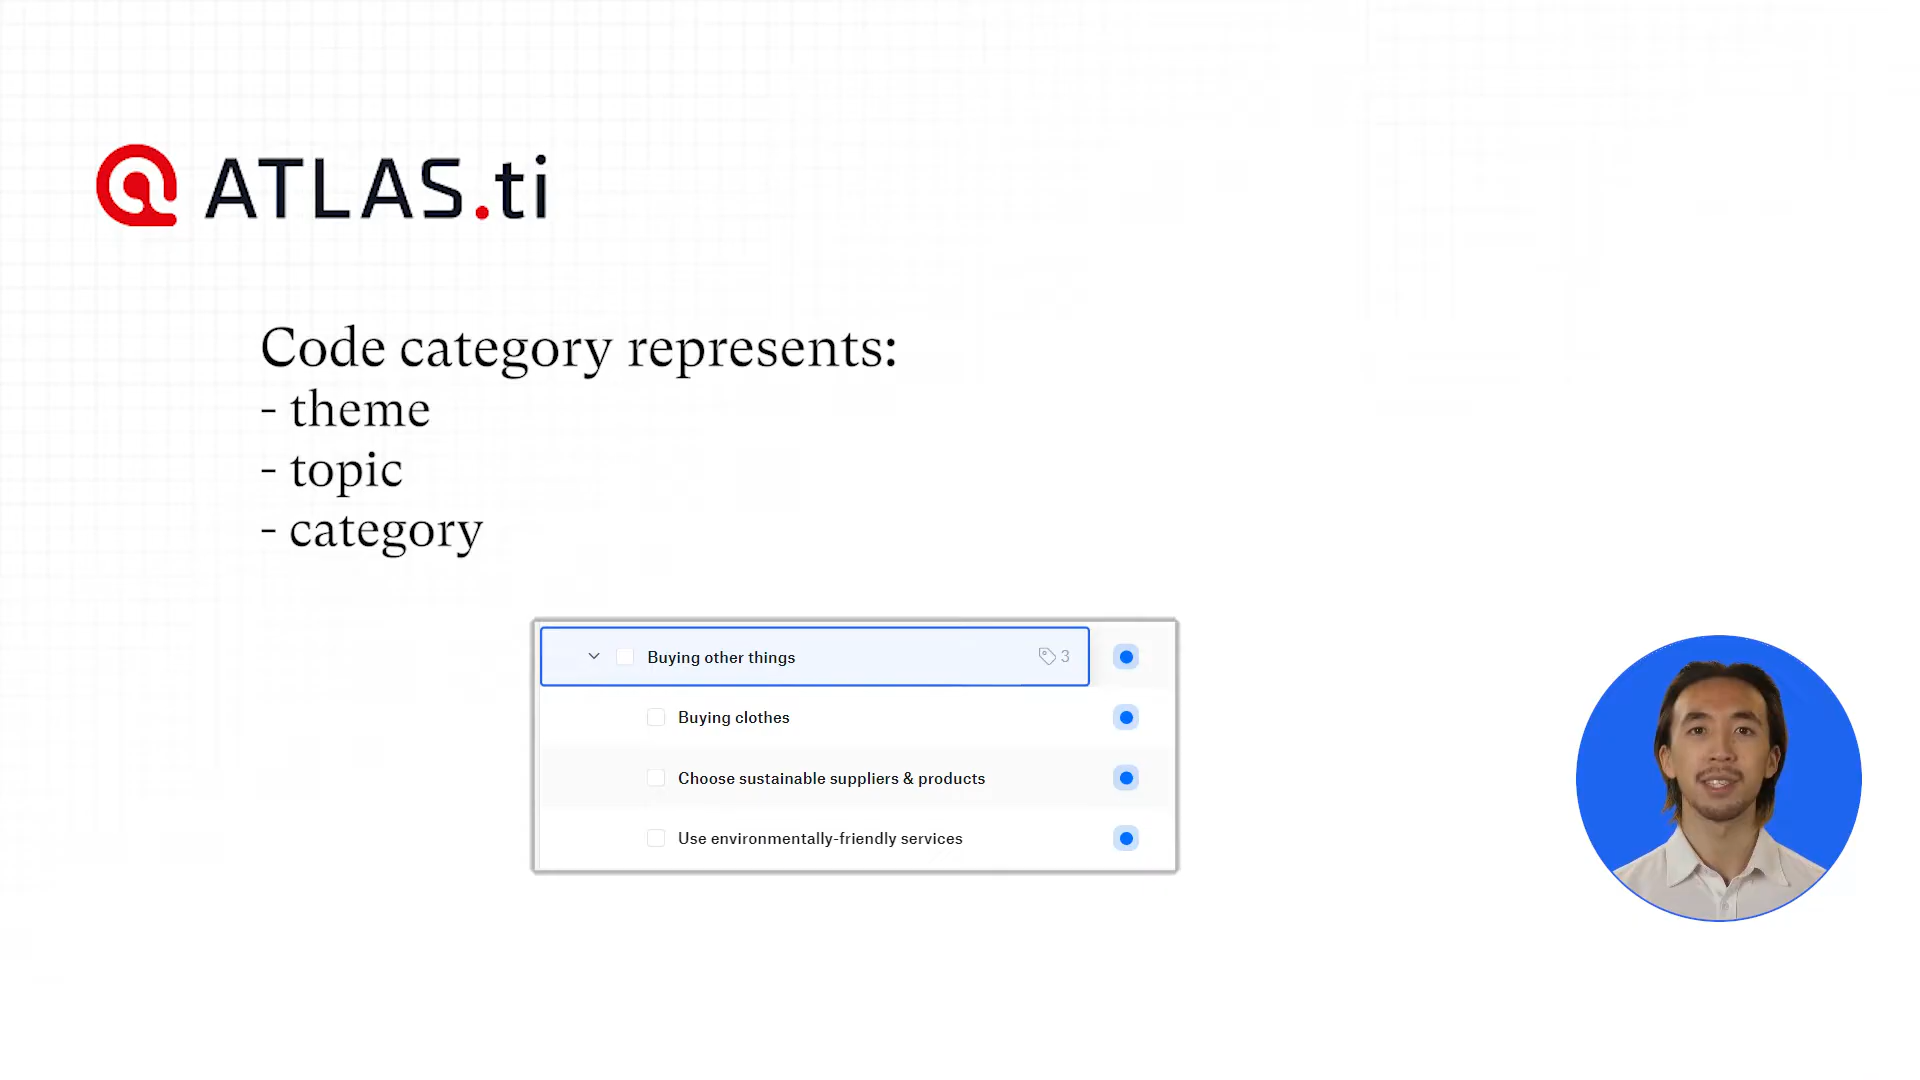 ATLAS.ti
Code category represents:
- theme
- topic
- category
Buying other things 3
Buying clothes
Choose sustainable suppliers & products
Use environmentally-friendly services